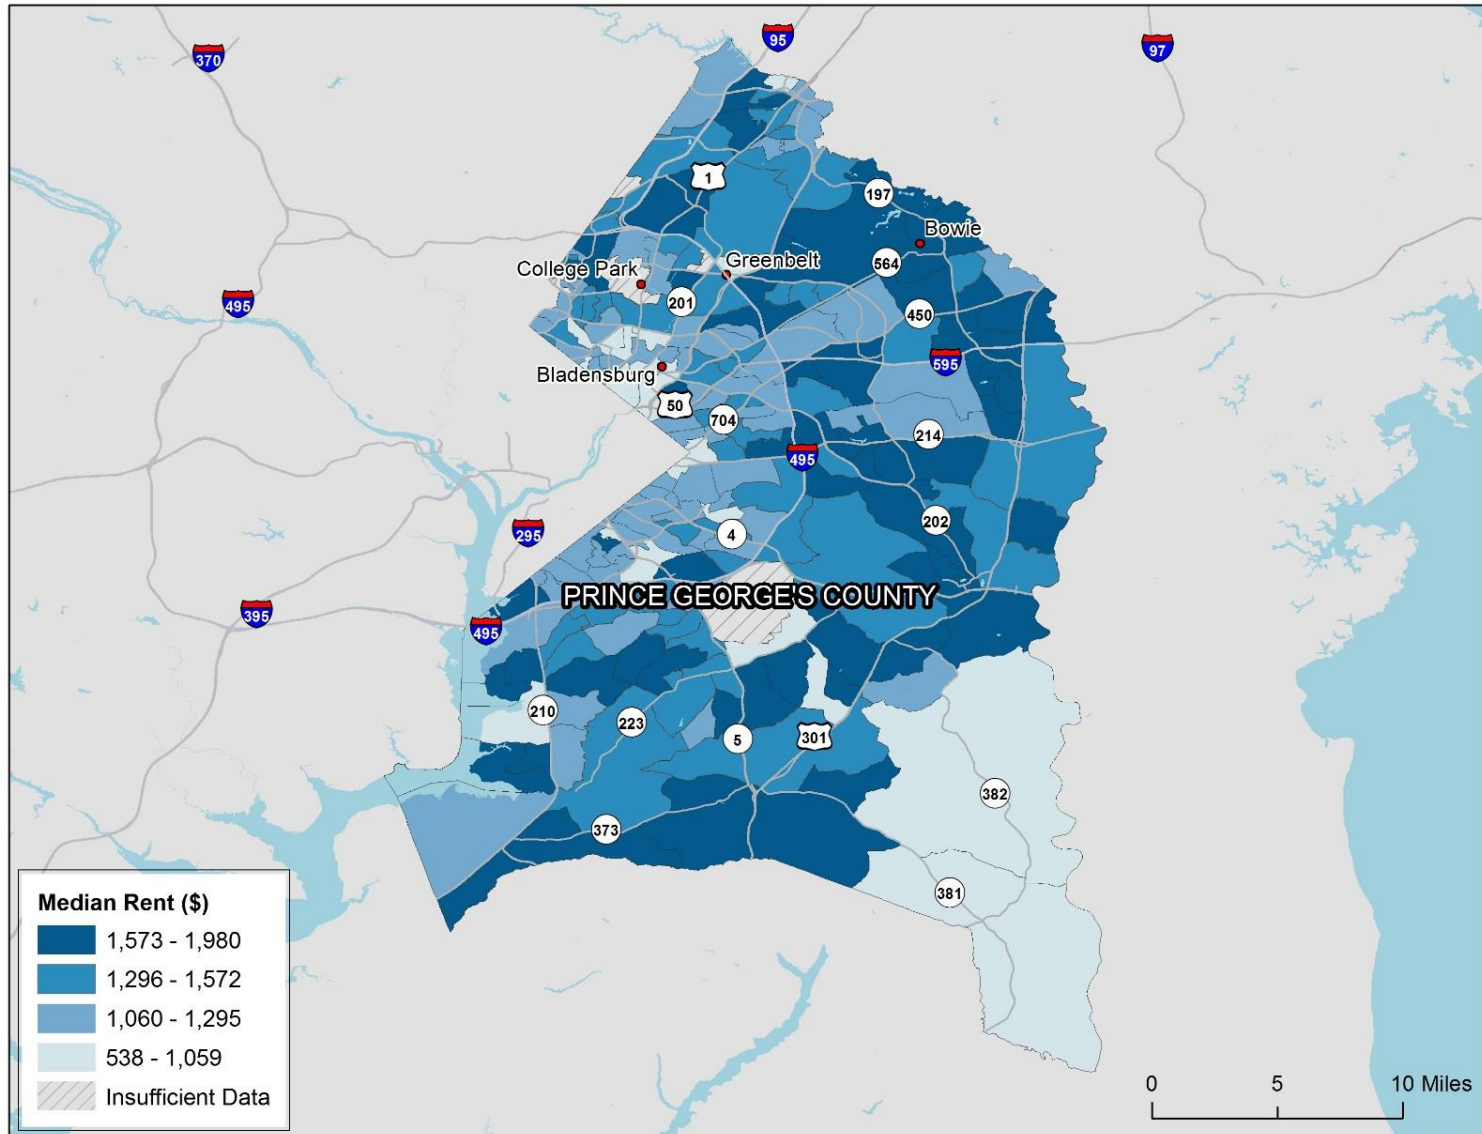 95
97
370
1
197
Bowie
College Park
Greenbelt
564
201
495
450
595
Bladensburg
50
704
214
495
202
295
4
PRINCE GEORGE'S COUNTY
395
495
210
223
5
301
382
373
381
Median Rent ($)
1,573 - 1,980
1,296 - 1,572
1,060 - 1,295
538 - 1,059
Insufficient Data
0 5 10 Miles